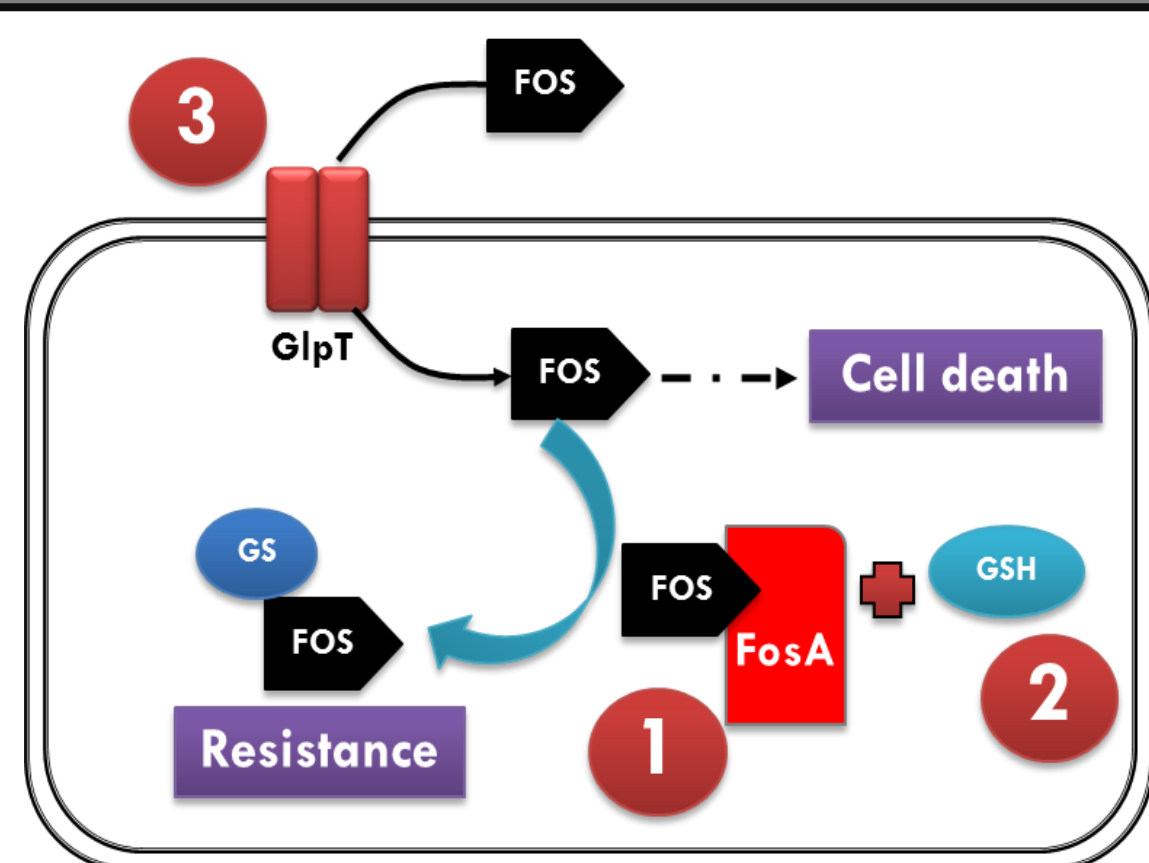 FOS
3
GlpT
FOS
Cell death
GS
FOS
Resistance
FOS
FosA
GSH
1
2